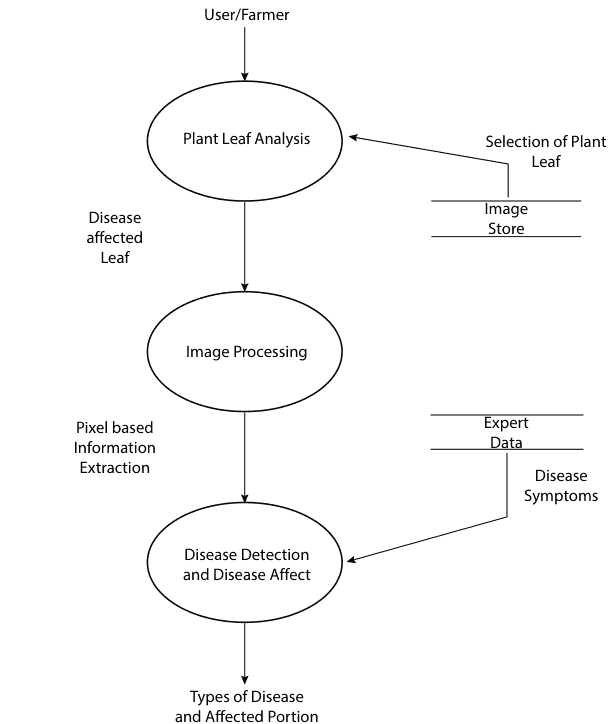 User/Farmer
Plant Leaf Analysis
Selection of Plant
Leaf
Image
Store
Disease
affected
Leaf
Image Processing
Pixel based
Information
Extraction
Expert
Data
Disease
Symptoms
Disease Detection
and Disease Affect
Types of Disease
and Affected Portion